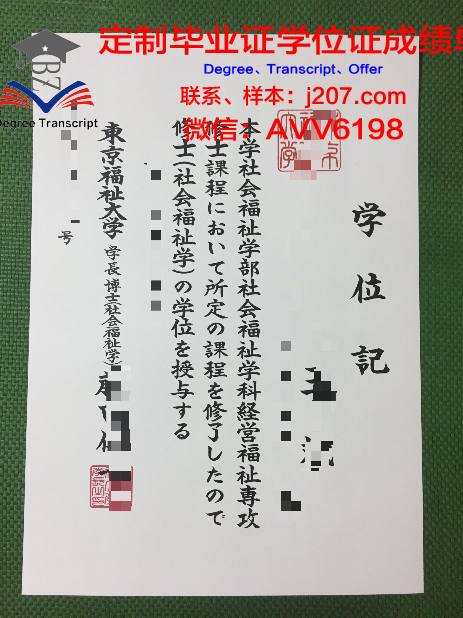 定制毕业证学位证成绩单
Degree、Transcript、Offer
联系、样本：j207.com
微信：AVV6198
BZ
Degree Transcript
学位記
本学社会福祉学部社会福祉学科経営福祉専攻
修士課程において所定の課程を修了したので
修士(社会福祉学)の学位を授与する
東京福祉大学 学長 博士(社会福祉学)
号